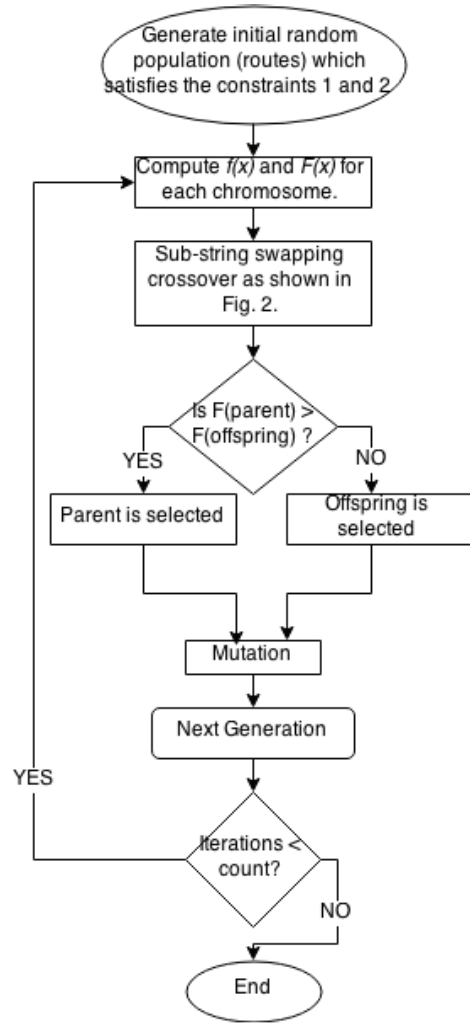 Generate initial random
population (routes) which
satisfies the constraints 1 and 2
Compute f(x) and F(x) for
each chromosome.
Sub-string swapping
crossover as shown in
Fig. 2.
Is F(parent) >
F(offspring) ?
YES
NO
Parent is selected
Offspring is
selected
Mutation
Next Generation
YES
Iterations <
count?
NO
End